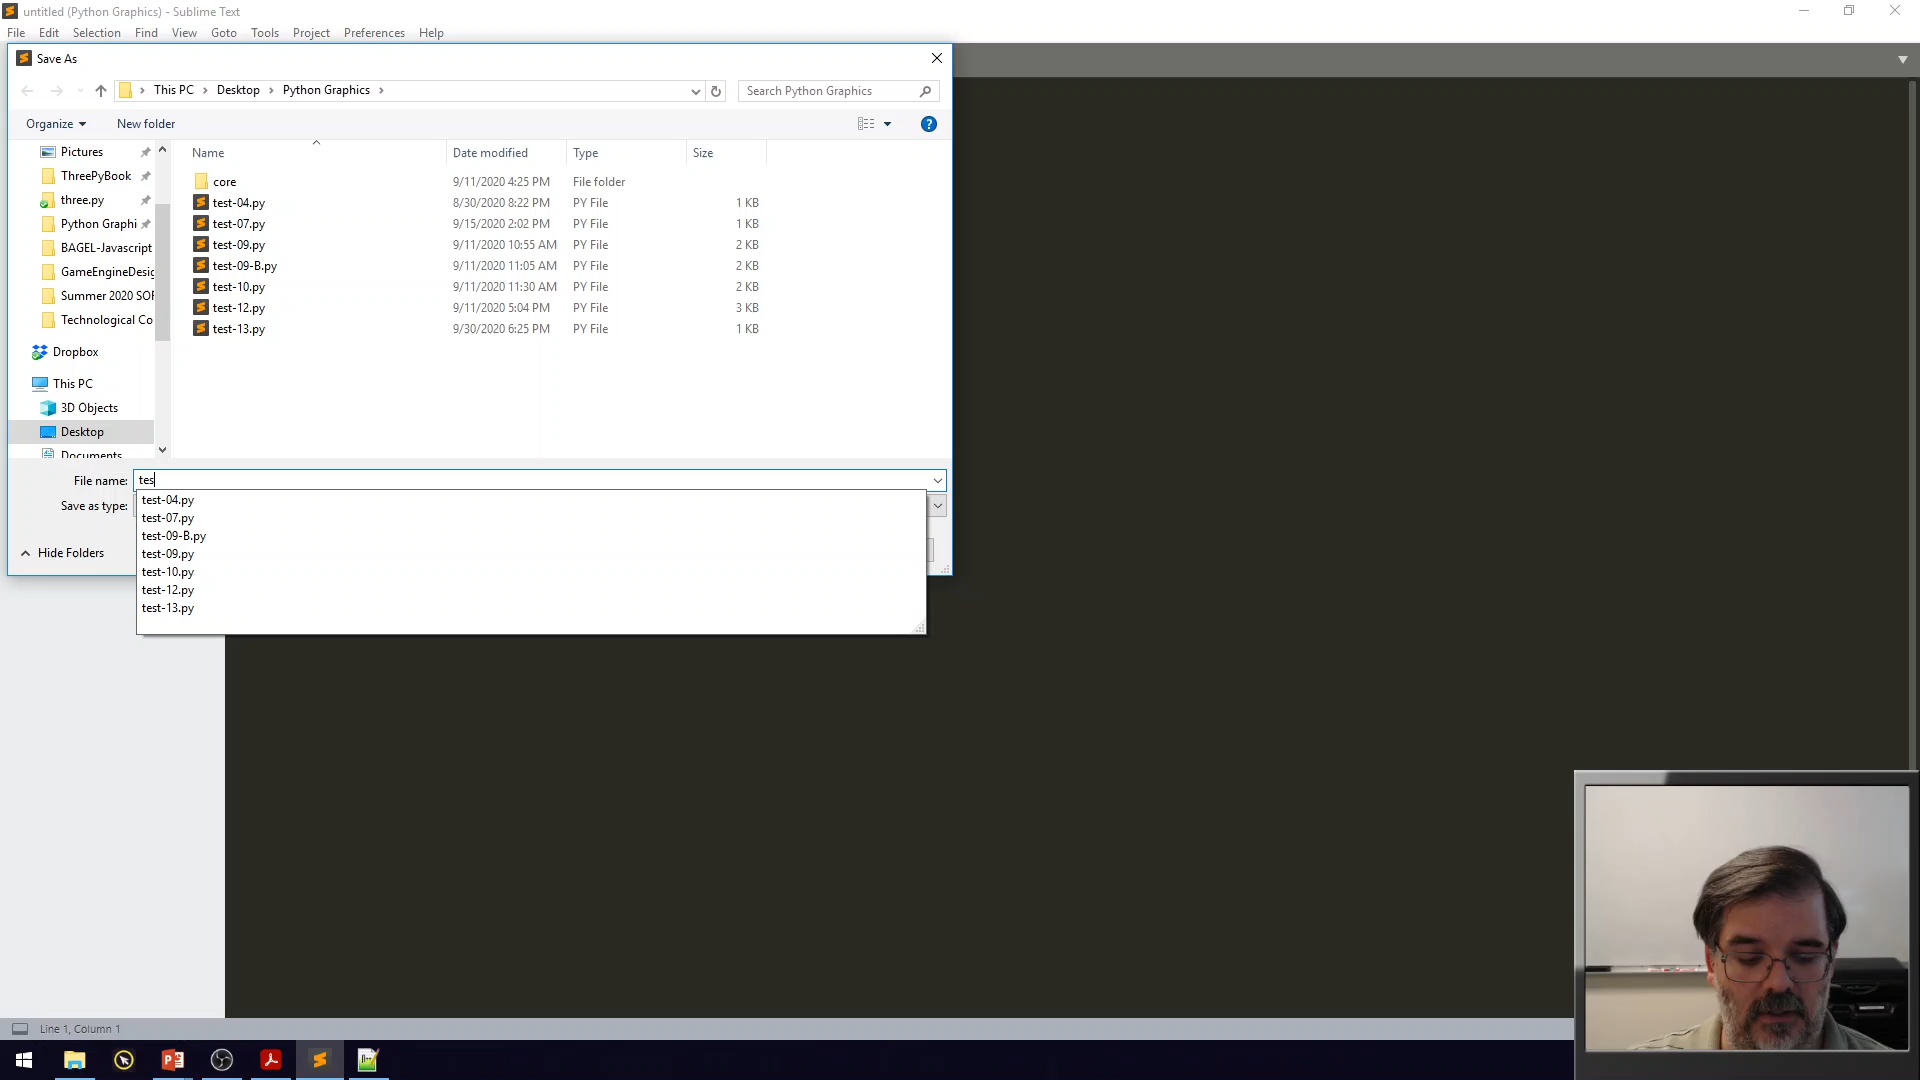 untitled (Python Graphics) - Sublime Text
File Edit Selection Find View Goto Tools Project Preferences Help
Save As
This PC Desktop Python Graphics
Search Python Graphics
Organize New folder
Name Date modified Type Size
Pictures
ThreePyBook
three.py
Python Graphi
BAGEL-Javascript
GameEngineDesig
Summer 2020 SOF
Technological Co
Dropbox
This PC
3D Objects
Desktop
Documents
core 9/11/2020 4:25 PM File folder
test-04.py 8/30/2020 8:22 PM PY File 1 KB
test-07.py 9/15/2020 2:02 PM PY File 1 KB
test-09.py 9/11/2020 10:55 AM PY File 2 KB
test-09-B.py 9/11/2020 11:05 AM PY File 2 KB
test-10.py 9/11/2020 11:30 AM PY File 2 KB
test-12.py 9/11/2020 5:04 PM PY File 3 KB
test-13.py 9/30/2020 6:25 PM PY File 1 KB
File name: tes
Save as type:
test-04.py
test-07.py
test-09-B.py
test-09.py
test-10.py
test-12.py
test-13.py
Hide Folders
Line 1, Column 1